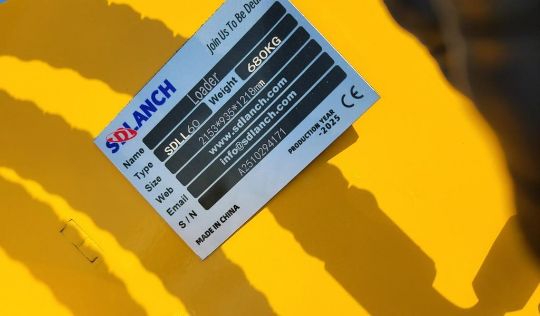 SDLANCH
Join Us To Be Deal
Name Loader
Type SDLL60 Weight 680KG
Size 2153*935*1218mm
Web www.sdlanch.com
Email info@sdlanch.com
S / N A2510294171
MADE IN CHINA
PRODUCTION YEAR
-2025
CE